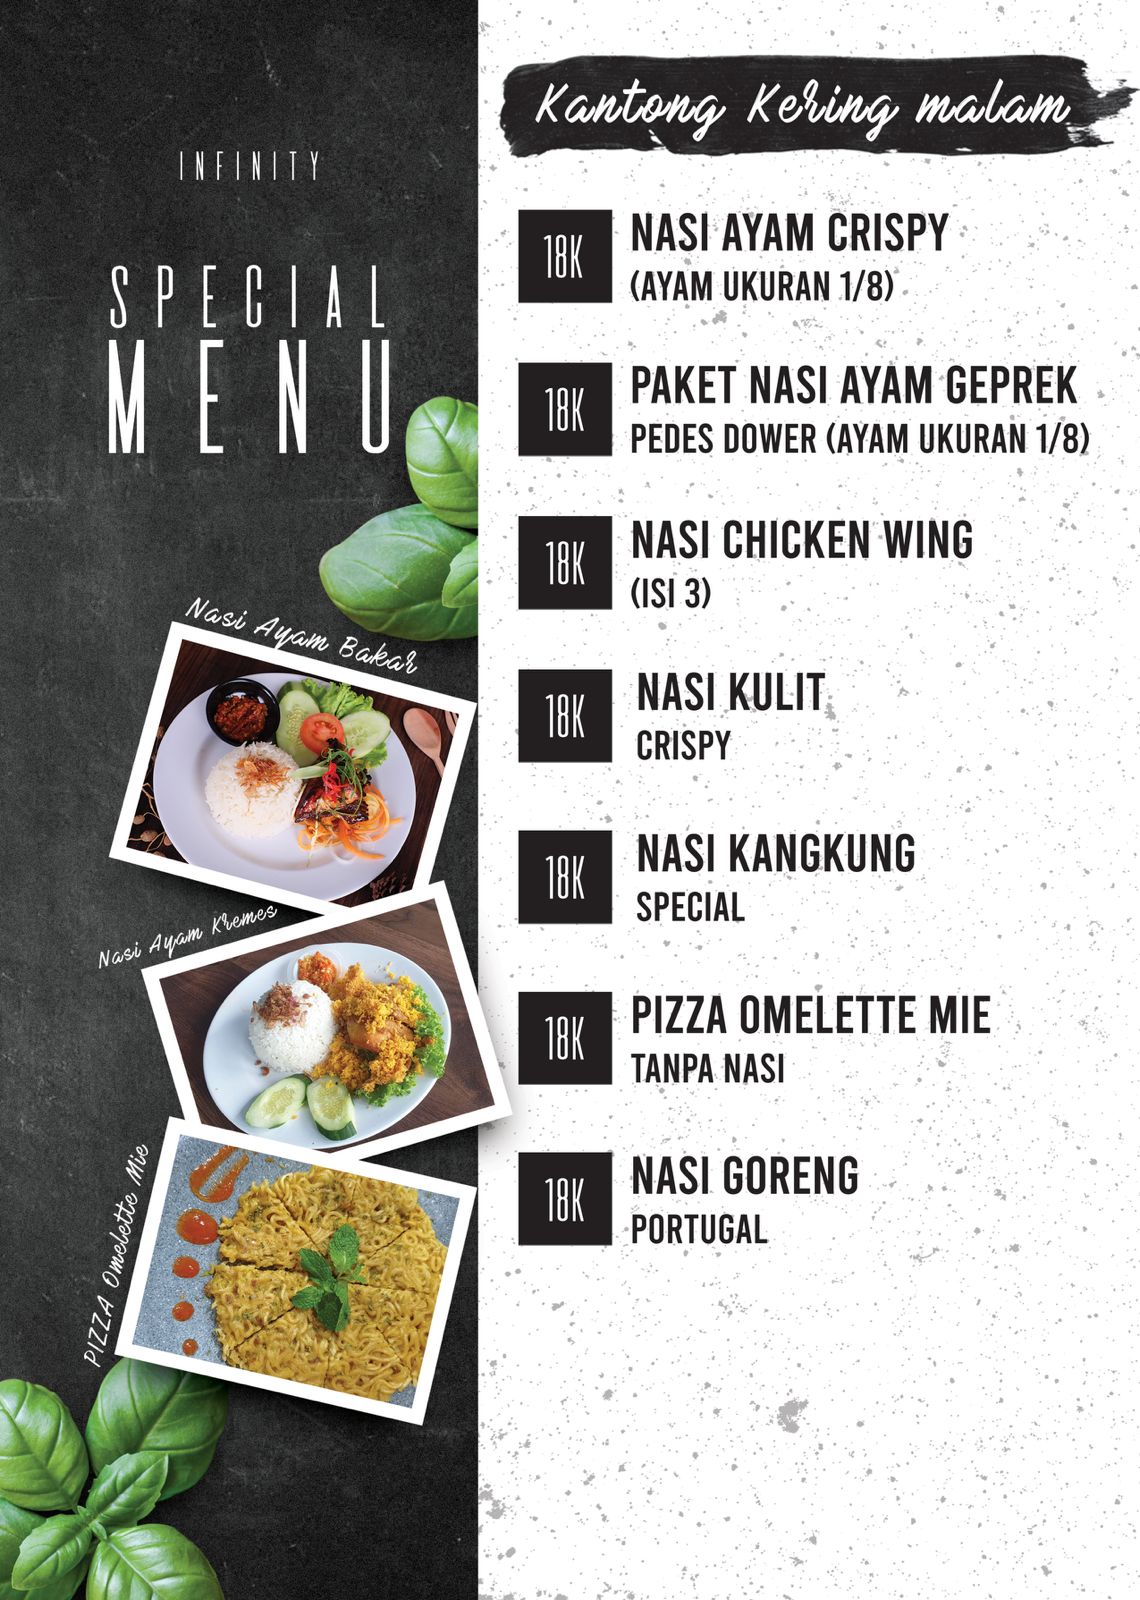 INFINITY
SPECIAL
MENU
Nasi Ayam Bakar
Nasi Ayam Kremes
PIZZA Omelette Mie
Kantong Kering malam
18K
NASI AYAM CRISPY
(AYAM UKURAN 1/8)
18K
PAKET NASI AYAM GEPREK
PEDES DOWER (AYAM UKURAN 1/8)
18K
NASI CHICKEN WING
(ISI 3)
18K
NASI KULIT
CRISPY
18K
NASI KANGKUNG
SPECIAL
18K
PIZZA OMELETTE MIE
TANPA NASI
18K
NASI GORENG
PORTUGAL